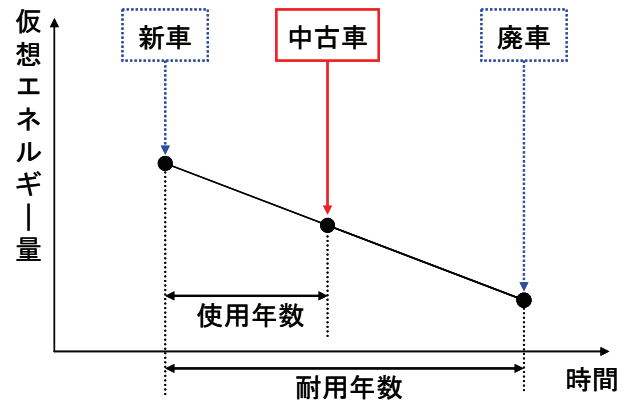 仮想エネルギー量
新車
中古車
廃車
使用年数
耐用年数
時間